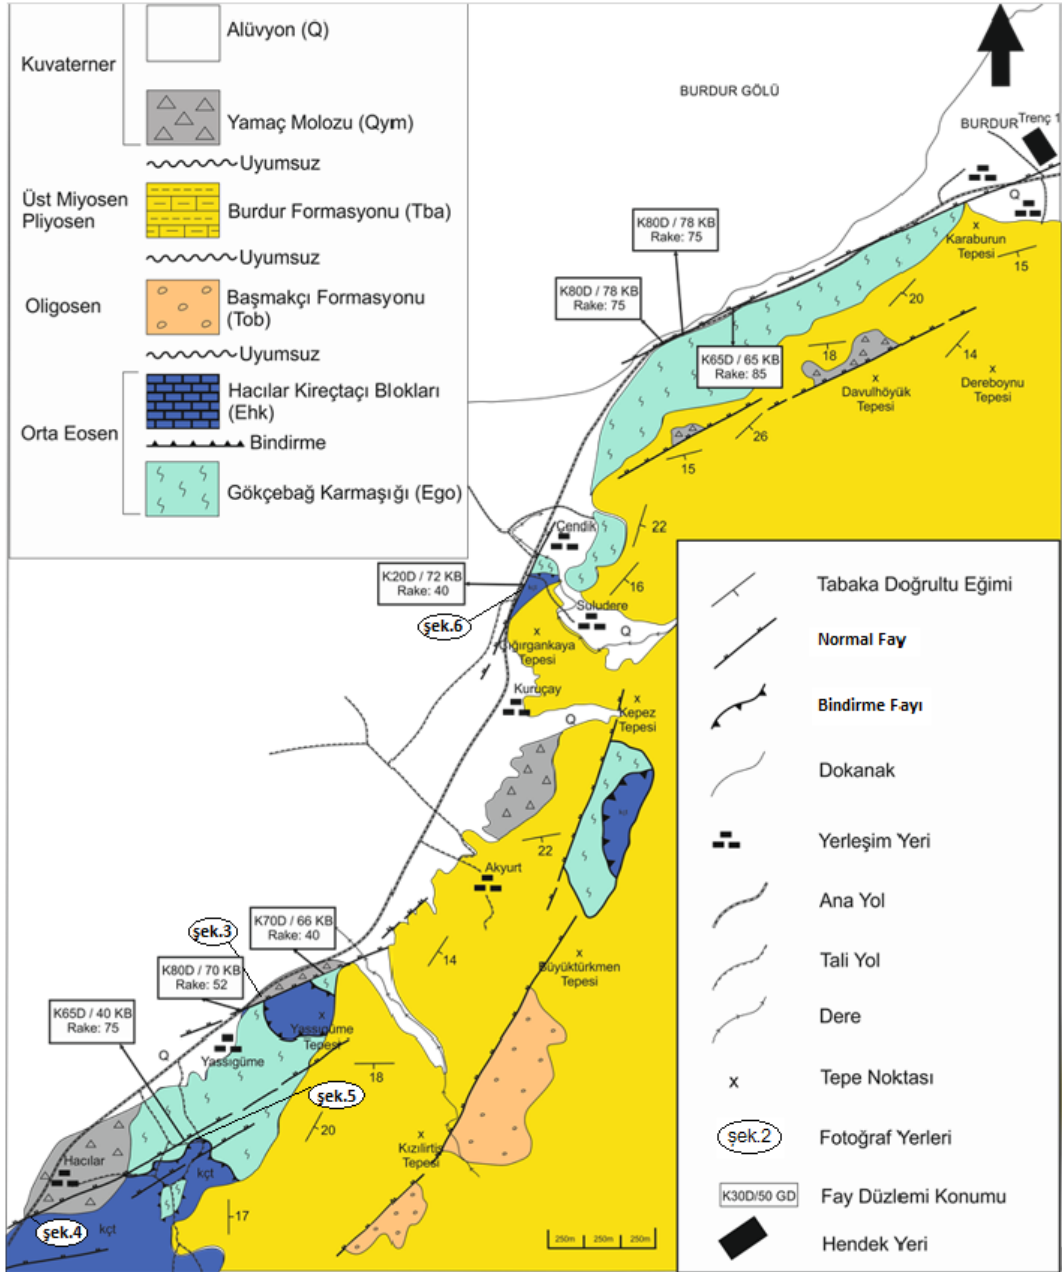 Kuvaterner
Alüvyon (Q)
Yamaç Molozu (Qym)
Uyumsuz
Üst Miyosen
Pliyosen
Burdur Formasyonu (Tba)
Uyumsuz
Oligosen
Başmakçı Formasyonu
(Tob)
Uyumsuz
Orta Eosen
Hacılar Kireçtaçı Blokları
(Ehk)
Bindirme
Gökçebağ Karmaşığı (Ego)
BURDUR GÖLÜ
BURDUR
Trenç 1
Q
x
Karaburun
Tepesi
15
K80D / 78 KB
Rake: 75
K80D / 78 KB
Rake: 75
K65D / 65 KB
Rake: 85
20
18
14
x
Davulhöyük
Tepesi
x
Dereboynu
Tepesi
26
15
Çendik
22
16
K20D / 72 KB
Rake: 40
şek.6
Suludere
Q
x
Çığırgankaya
Tepesi
Kuruçay
Q
x
Kepez
Tepesi
22
Akyurt
14
x
Büyüktürkmen
Tepesi
şek.3
K70D / 66 KB
Rake: 40
K80D / 70 KB
Rake: 52
K65D / 40 KB
Rake: 75
x
Yassıgüme
Tepesi
Yassıgüme
Q
18
şek.5
20
x
Kızılirtiş
Tepesi
Hacılar
kçt
17
şek.4
kçt
250m 250m 250m
Tabaka Doğrultu Eğimi
Normal Fay
Bindirme Fayı
Dokanak
Yerleşim Yeri
Ana Yol
Tali Yol
Dere
x Tepe Noktası
şek.2 Fotoğraf Yerleri
K30D/50 GD Fay Düzlemi Konumu
Hendek Yeri